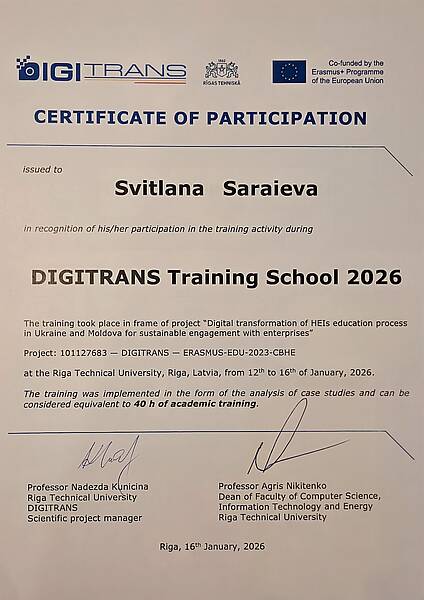 DIGITRANS
1862
RĪGAS TEHNISKĀ
Co-funded by the
Erasmus+ Programme
of the European Union
CERTIFICATE OF PARTICIPATION
issued to
Svitlana Saraieva
in recognition of his/her participation in the training activity during
DIGITRANS Training School 2026
The training took place in frame of project “Digital transformation of HEIs education process
in Ukraine and Moldova for sustainable engagement with enterprises”
Project: 101127683 — DIGITRANS — ERASMUS-EDU-2023-CBHE
at the Riga Technical University, Riga, Latvia, from 12th to 16th of January, 2026.
The training was implemented in the form of the analysis of case studies and can be
considered equivalent to 40 h of academic training.
Professor Nadezda Kunicina
Riga Technical University
DIGITRANS
Scientific project manager
Professor Agris Nikitenko
Dean of Faculty of Computer Science,
Information Technology and Energy
Riga Technical University
Riga, 16th January, 2026